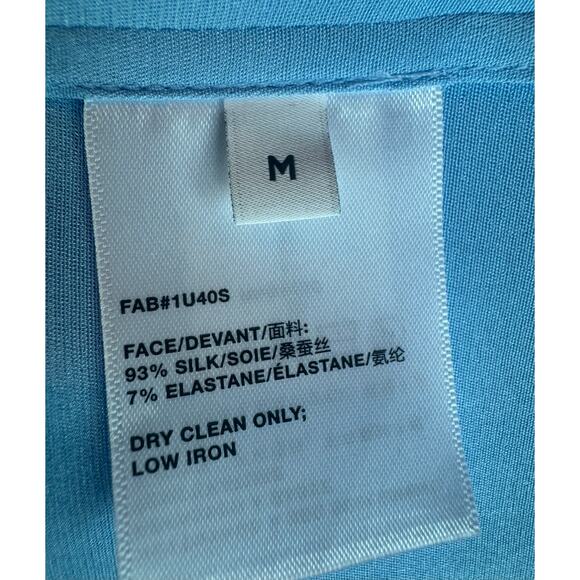 M
FAB#1U40S
FACE/DEVANT/面料:
93% SILK/SOIE/桑蚕丝
7% ELASTANE/ÉLASTANE/氨纶
DRY CLEAN ONLY;
LOW IRON